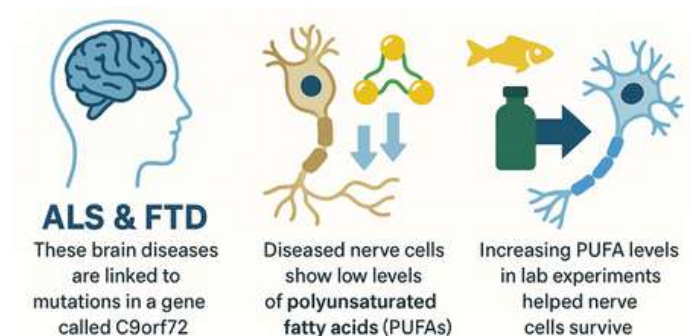 ALS & FTD
These brain diseases
are linked to
mutations in a gene
called C9orf72
Diseased nerve cells
show low levels
of polyunsaturated
fatty acids (PUFAs)
Increasing PUFA levels
in lab experiments
helped nerve
cells survive